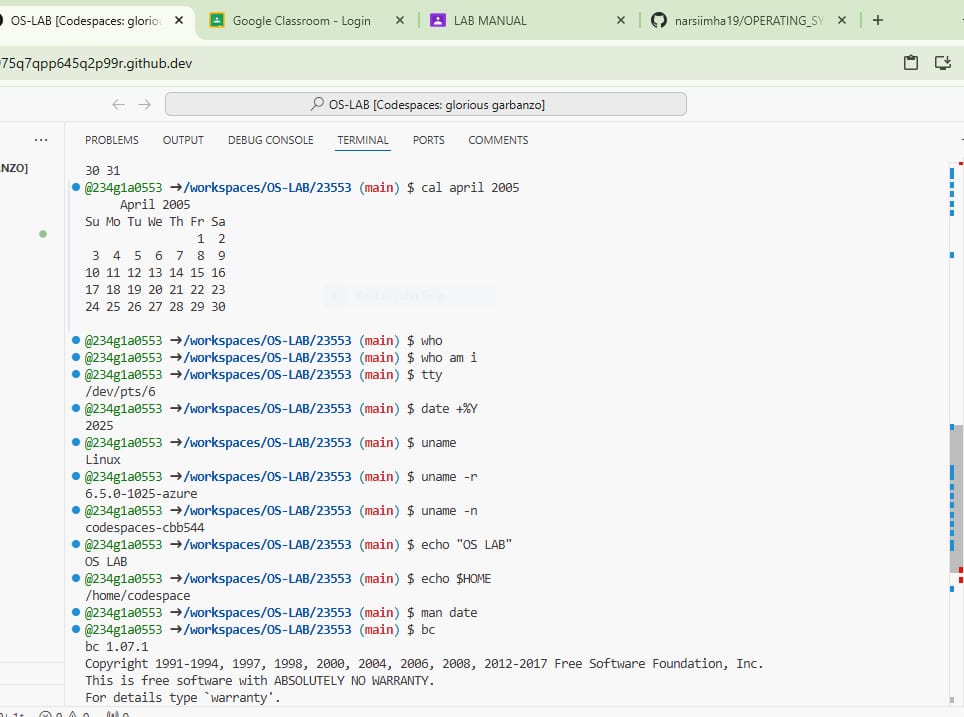 OS-LAB [Codespaces: glorio
Google Classroom - Login
LAB MANUAL
narsiimha19/OPERATING_SY
75q7qpp645q2p99r.github.dev
OS-LAB [Codespaces: glorious garbanzo]
NZO]
PROBLEMS OUTPUT DEBUG CONSOLE TERMINAL PORTS COMMENTS
30 31
@234g1a0553 →/workspaces/OS-LAB/23553 (main) $ cal april 2005
     April 2005
Su Mo Tu We Th Fr Sa
                1  2
 3  4  5  6  7  8  9
10 11 12 13 14 15 16
17 18 19 20 21 22 23
24 25 26 27 28 29 30
@234g1a0553 →/workspaces/OS-LAB/23553 (main) $ who
@234g1a0553 →/workspaces/OS-LAB/23553 (main) $ who am i
@234g1a0553 →/workspaces/OS-LAB/23553 (main) $ tty
/dev/pts/6
@234g1a0553 →/workspaces/OS-LAB/23553 (main) $ date +%Y
2025
@234g1a0553 →/workspaces/OS-LAB/23553 (main) $ uname
Linux
@234g1a0553 →/workspaces/OS-LAB/23553 (main) $ uname -r
6.5.0-1025-azure
@234g1a0553 →/workspaces/OS-LAB/23553 (main) $ uname -n
codespaces-cbb544
@234g1a0553 →/workspaces/OS-LAB/23553 (main) $ echo "OS LAB"
OS LAB
@234g1a0553 →/workspaces/OS-LAB/23553 (main) $ echo $HOME
/home/codespace
@234g1a0553 →/workspaces/OS-LAB/23553 (main) $ man date
@234g1a0553 →/workspaces/OS-LAB/23553 (main) $ bc
bc 1.07.1
Copyright 1991-1994, 1997, 1998, 2000, 2004, 2006, 2008, 2012-2017 Free Software Foundation, Inc.
This is free software with ABSOLUTELY NO WARRANTY.
For details type `warranty'.